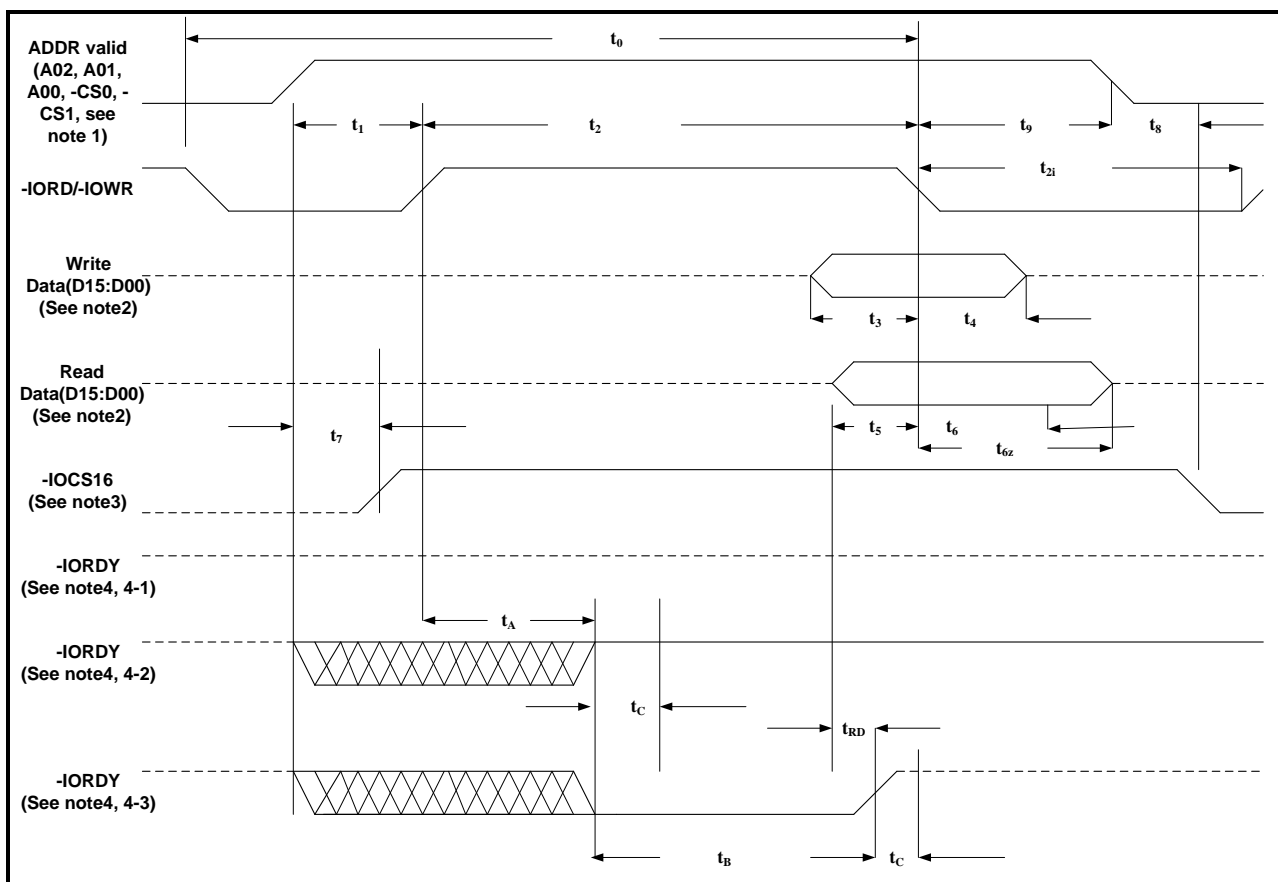 t0
ADDR valid
(A02, A01,
A00, -CS0, -
CS1, see
note 1)
t1
t2
t9
t8
-IORD/-IOWR
t2i
Write
Data(D15:D00)
(See note2)
t3
t4
Read
Data(D15:D00)
(See note2)
t7
t5
t6
t6z
-IOCS16
(See note3)
-IORDY
(See note4, 4-1)
tA
-IORDY
(See note4, 4-2)
tC
tRD
-IORDY
(See note4, 4-3)
tB
tC